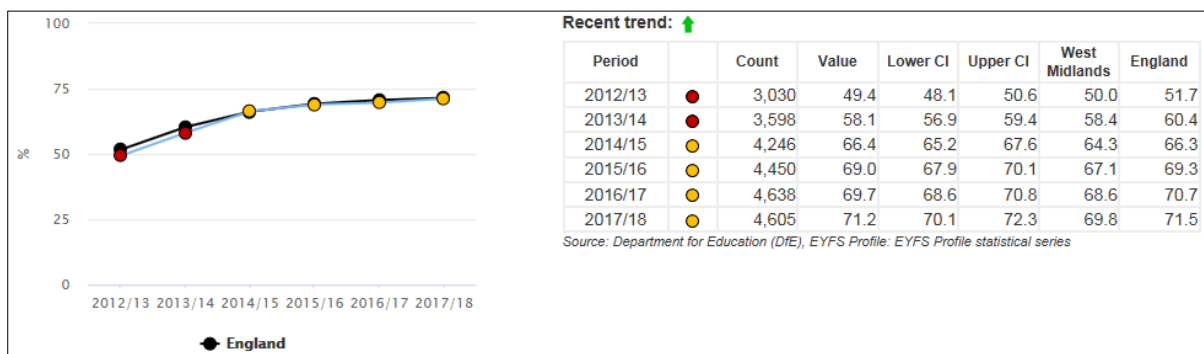 100
75
50
25
0
%
2012/13 2013/14 2014/15 2015/16 2016/17 2017/18
England
Recent trend:
Period Count Value Lower CI Upper CI West Midlands England
2012/13 3,030 49.4 48.1 50.6 50.0 51.7
2013/14 3,598 58.1 56.9 59.4 58.4 60.4
2014/15 4,246 66.4 65.2 67.6 64.3 66.3
2015/16 4,450 69.0 67.9 70.1 67.1 69.3
2016/17 4,638 69.7 68.6 70.8 68.6 70.7
2017/18 4,605 71.2 70.1 72.3 69.8 71.5
Source: Department for Education (DfE), EYFS Profile: EYFS Profile statistical series